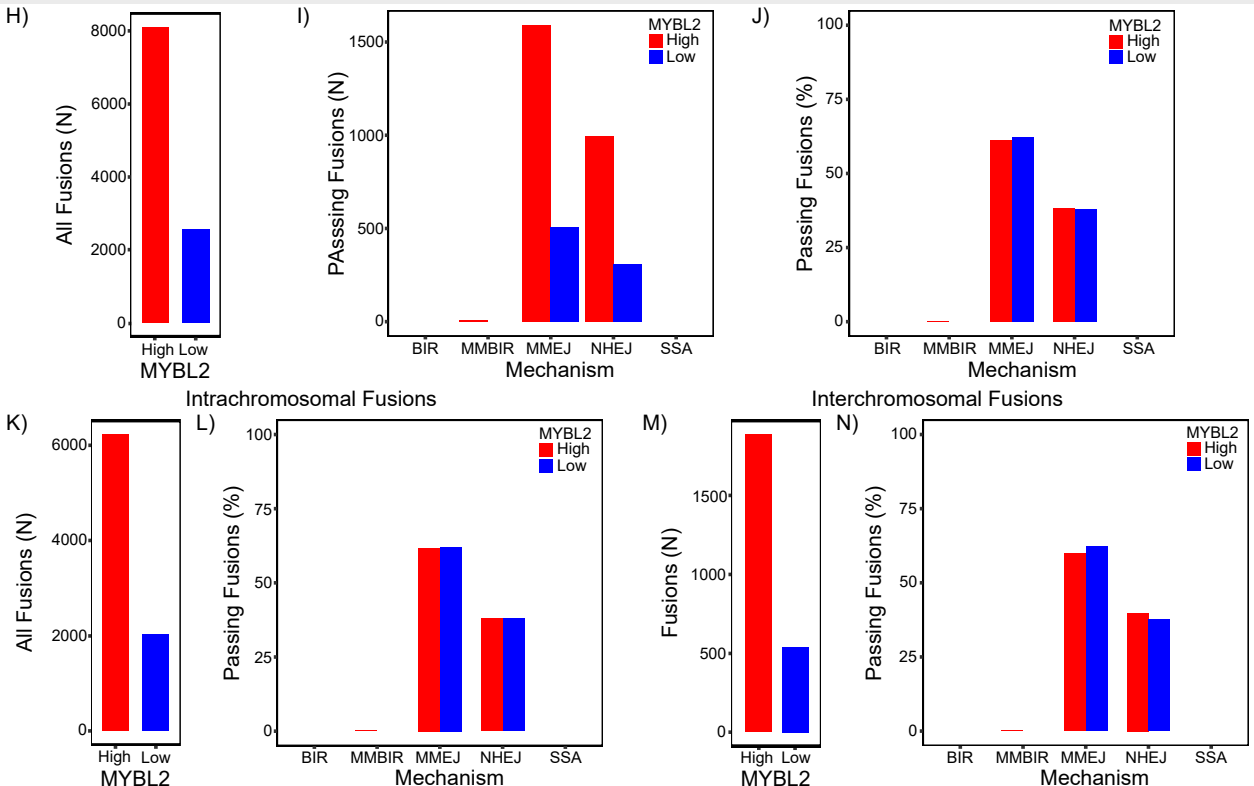 H)
All Fusions (N)
8000
6000
4000
2000
0
High Low
MYBL2
I)
PAsssing Fusions (N)
1500
1000
500
0
MYBL2
High
Low
BIR MMBIR MMEJ NHEJ SSA
Mechanism
J)
Passing Fusions (%)
100
75
50
25
0
MYBL2
High
Low
BIR MMBIR MMEJ NHEJ SSA
Mechanism
Intrachromosomal Fusions
K)
All Fusions (N)
6000
4000
2000
0
High Low
MYBL2
L)
Passing Fusions (%)
100
75
50
25
0
MYBL2
High
Low
BIR MMBIR MMEJ NHEJ SSA
Mechanism
Interchromosomal Fusions
M)
Fusions (N)
1500
1000
500
0
High Low
MYBL2
N)
Passing Fusions (%)
100
75
50
25
0
MYBL2
High
Low
BIR MMBIR MMEJ NHEJ SSA
Mechanism